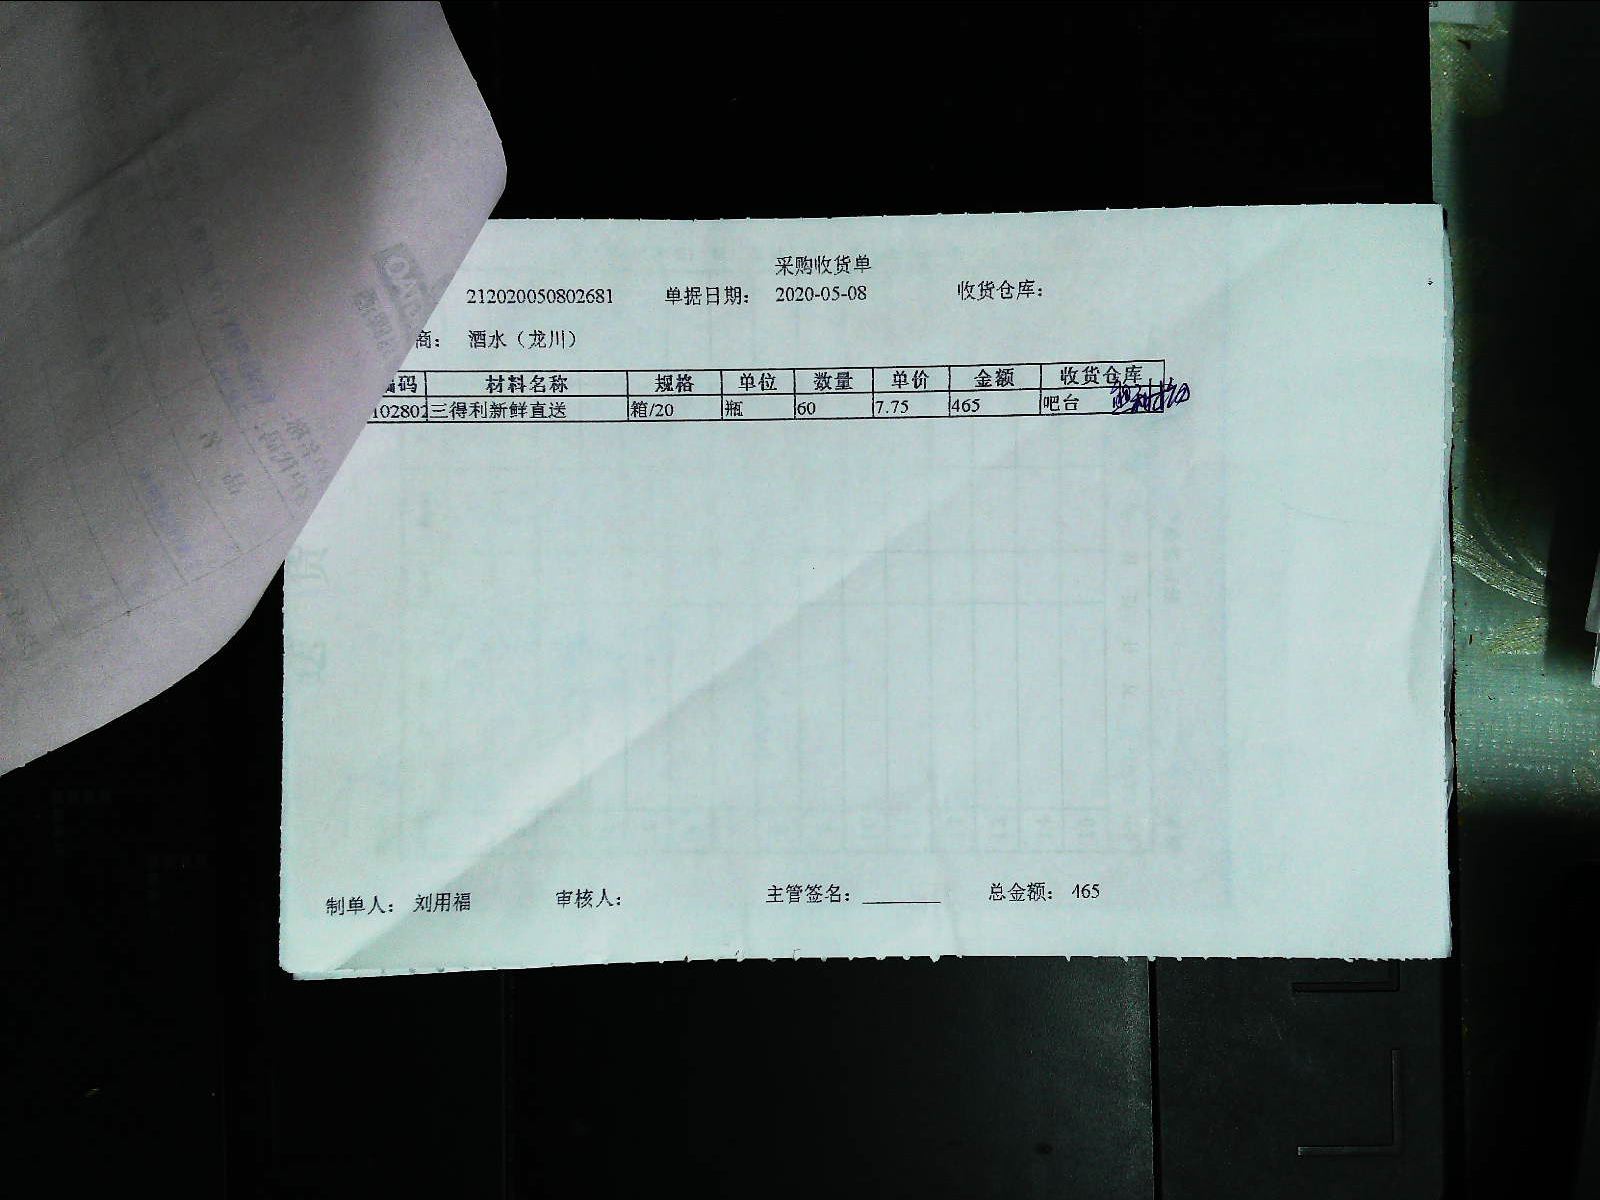 采购收货单
212020050802681 单据日期： 2020-05-08 收货仓库：
商： 酒水（龙川）
编码 材料名称 规格 单位 数量 单价 金额 收货仓库
102802 三得利新鲜直送 箱/20 瓶 60 7.75 465 吧台
制单人： 刘用福 审核人： 主管签名： 总金额： 465